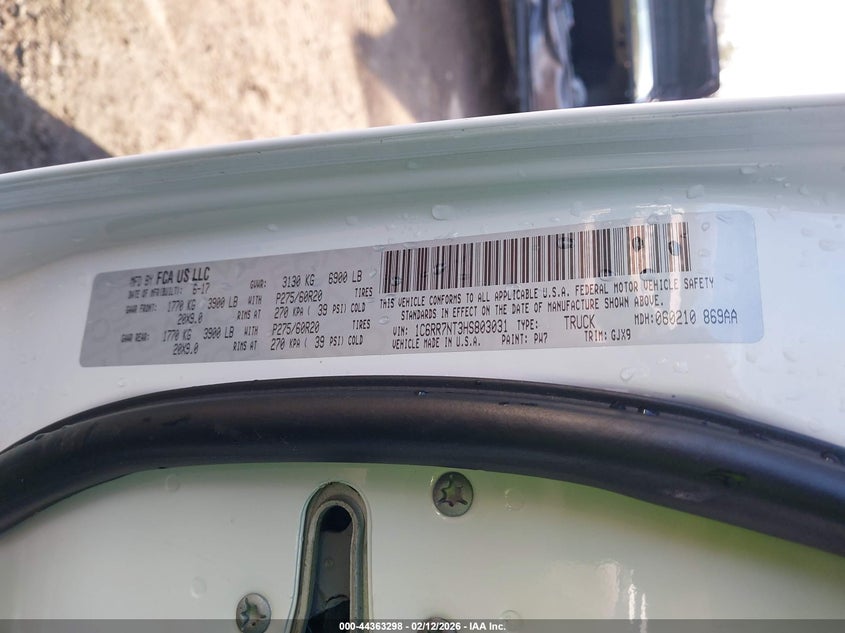 MFD BY FCA US LLC
DATE OF MFR(BUILT): 6-17 GVWR: 3130 KG 6900 LB
GAWR FRONT: 1770 KG 3900 LB WITH P275/60R20 TIRES
20X9.0 RIMS AT 270 KPA ( 39 PSI) COLD
GAWR REAR: 1770 KG 3900 LB WITH P275/60R20 TIRES
20X9.0 RIMS AT 270 KPA ( 39 PSI) COLD
THIS VEHICLE CONFORMS TO ALL APPLICABLE U.S.A. FEDERAL MOTOR VEHICLE SAFETY
STANDARDS IN EFFECT ON THE DATE OF MANUFACTURE SHOWN ABOVE.
VIN: 1C6RR7NT3HS803031 TYPE: TRUCK MDH:060210 869AA
VEHICLE MADE IN U.S.A. PAINT: PW7 TRIM: GJX9
000-44363298 - 02/12/2026 - IAA Inc.